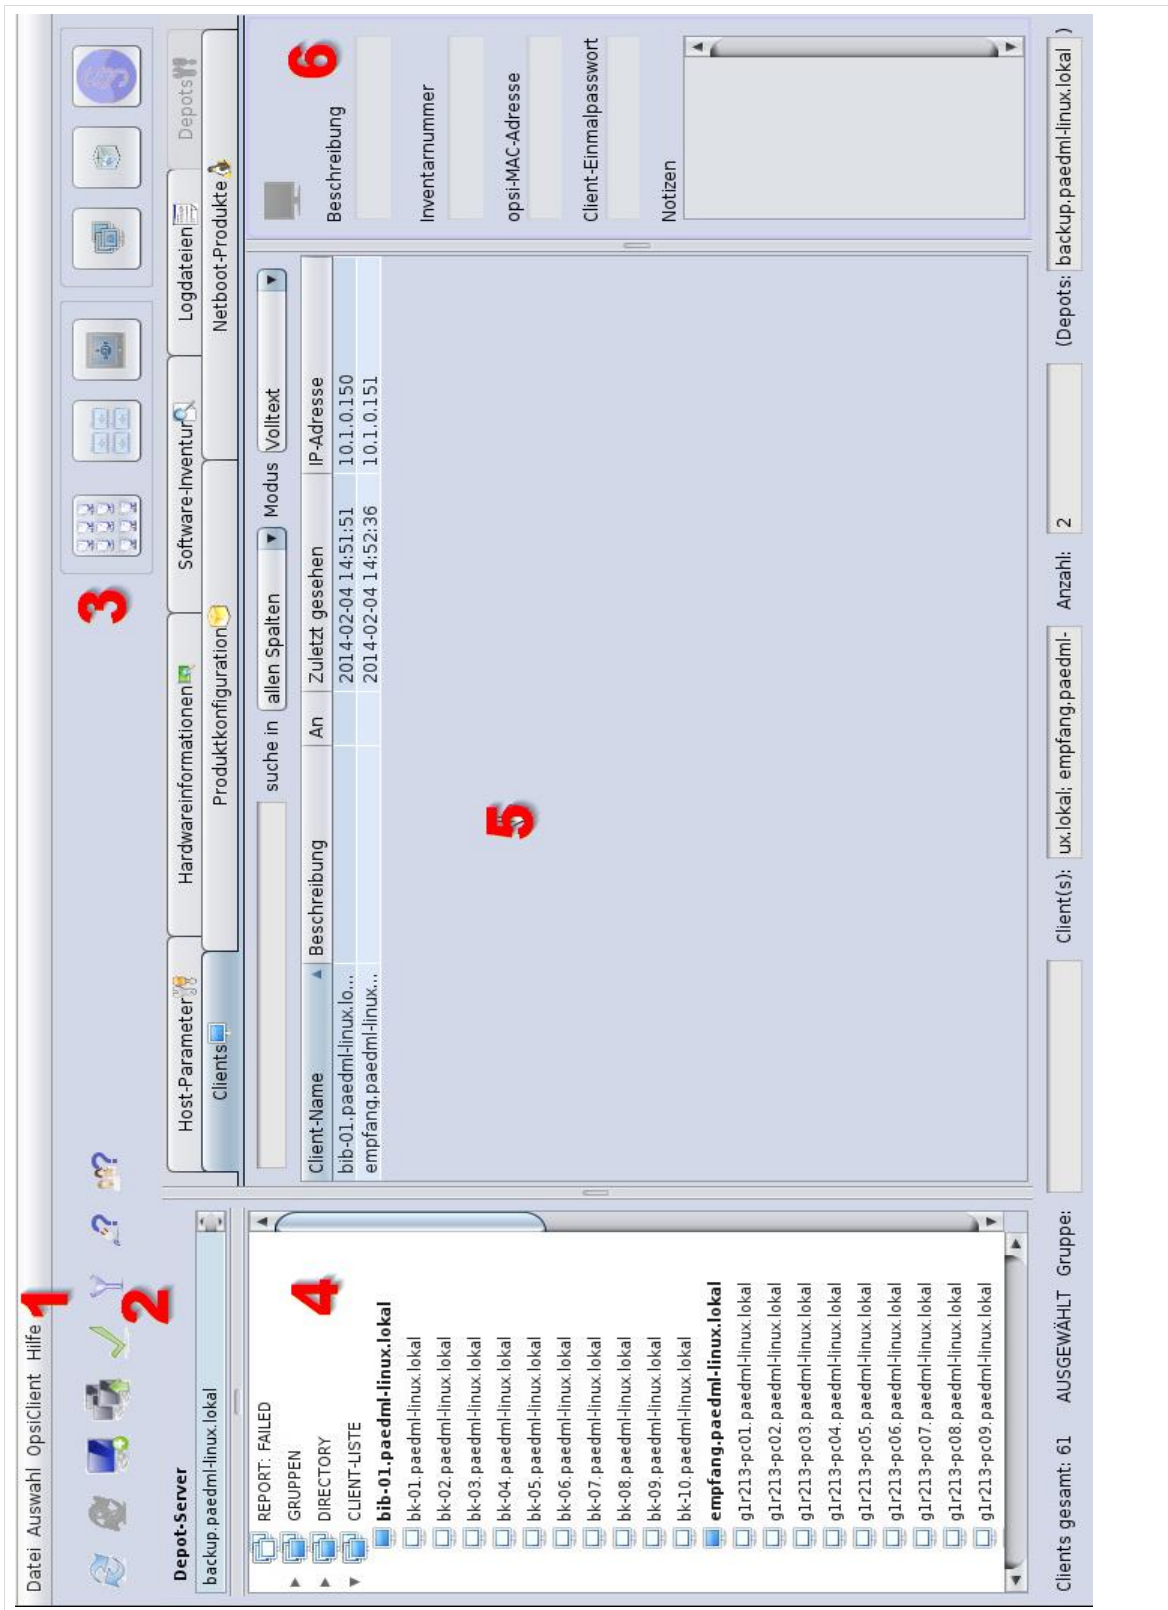 Datei Auswahl OpsiClient Hilfe
1
2
3
Depot-Server
backup.paedml-linux.lokal
REPORT: FAILED
GRUPPEN
DIRECTORY
CLIENT-LISTE
4
bib-01.paedml-linux.lokal
bk-01.paedml-linux.lokal
bk-02.paedml-linux.lokal
bk-03.paedml-linux.lokal
bk-04.paedml-linux.lokal
bk-05.paedml-linux.lokal
bk-06.paedml-linux.lokal
bk-07.paedml-linux.lokal
bk-08.paedml-linux.lokal
bk-09.paedml-linux.lokal
bk-10.paedml-linux.lokal
empfang.paedml-linux.lokal
g1r213-pc01.paedml-linux.lokal
g1r213-pc02.paedml-linux.lokal
g1r213-pc03.paedml-linux.lokal
g1r213-pc04.paedml-linux.lokal
g1r213-pc05.paedml-linux.lokal
g1r213-pc06.paedml-linux.lokal
g1r213-pc07.paedml-linux.lokal
g1r213-pc08.paedml-linux.lokal
g1r213-pc09.paedml-linux.lokal
Host-Parameter Hardwareinformationen Software-Inventur Logdateien Depots
Clients Produktkonfiguration Netboot-Produkte
suche in allen Spalten Modus Volltext
Client-Name Beschreibung An Zuletzt gesehen IP-Adresse
bib-01.paedml-linux.lo... 2014-02-04 14:51:51 10.1.0.150
empfang.paedml-linux... 2014-02-04 14:52:36 10.1.0.151
5
6
Beschreibung
Inventarnummer
opsi-MAC-Adresse
Client-Einmalpasswort
Notizen
Clients gesamt: 61 AUSGEWÄHLT Gruppe: Client(s): ux.lokal; empfang.paedml- Anzahl: 2 (Depots: backup.paedml-linux.lokal )